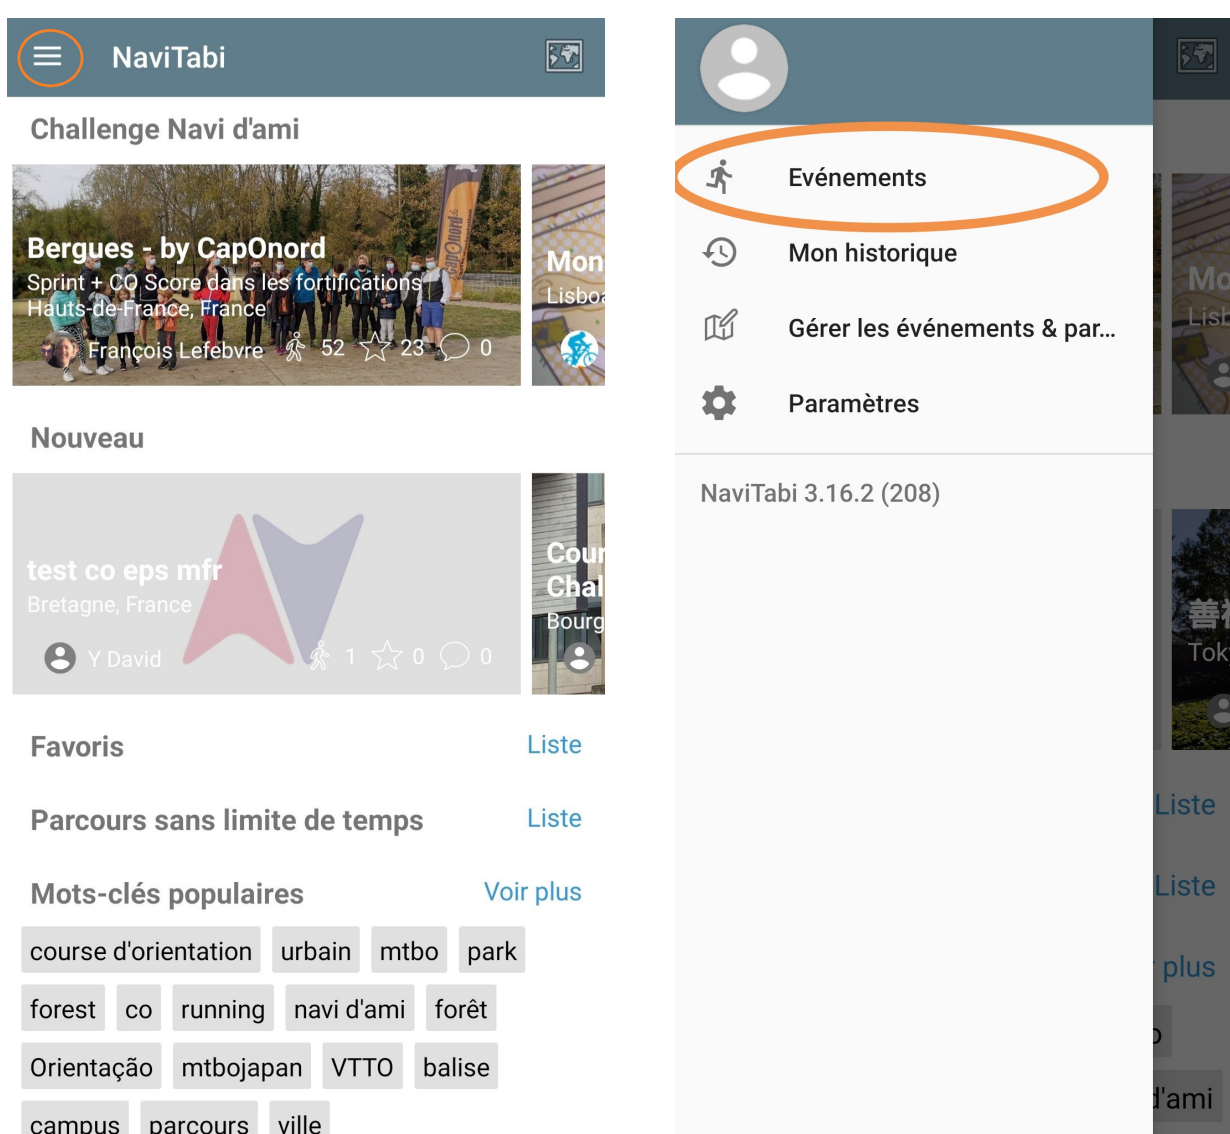 NaviTabi
Challenge Navi d'ami
Bergues - by CapOnord
Sprint + CO Score dans les fortifications
Hauts-de-France, France
François Lefebvre 52 23 0
CapOnord
Mon
Lisboa
Nouveau
test co eps mfr
Bretagne, France
Y David 1 0 0
Cour
Chal
Bourg
Favoris Liste
Parcours sans limite de temps Liste
Mots-clés populaires Voir plus
course d'orientation urbain mtbo park
forest co running navi d'ami forêt
Orientação mtbojapan VTTO balise
campus parcours ville
Evénements
Mon historique
Gérer les événements & par...
Paramètres
NaviTabi 3.16.2 (208)
Mo
Lisb
善
Tok
Liste
Liste
plus
d'ami